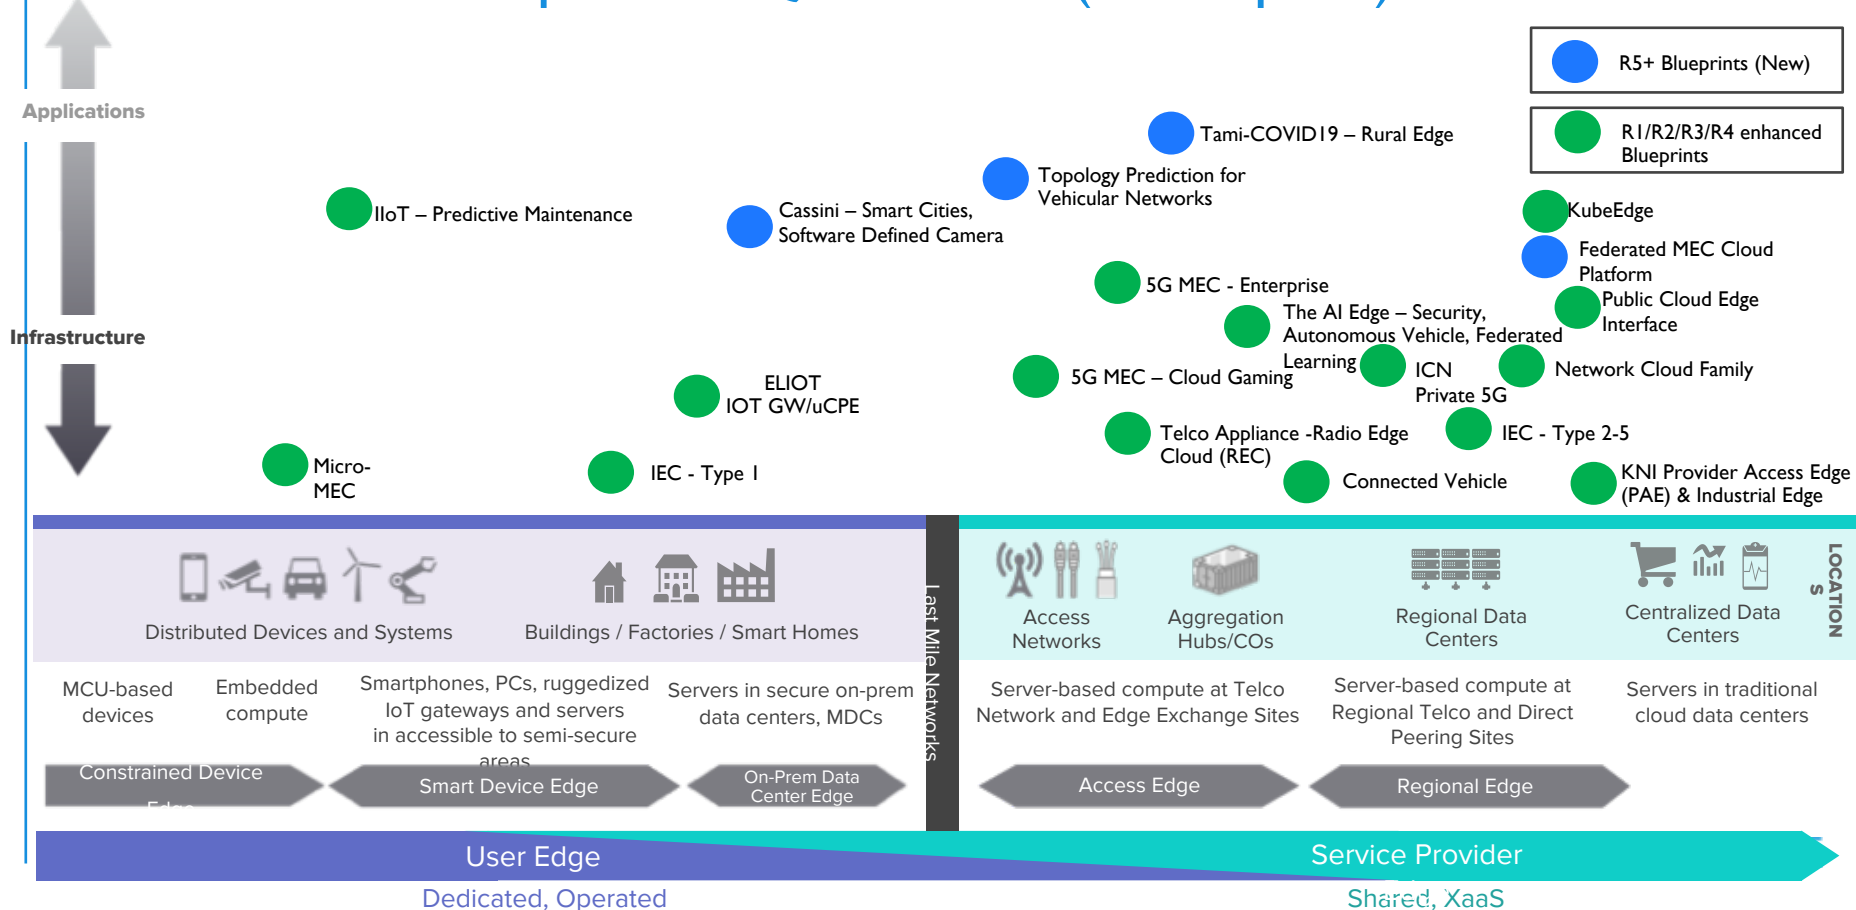 Applications
Infrastructure
R5+ Blueprints (New)
R1/R2/R3/R4 enhanced
Blueprints
Tami-COVID19 – Rural Edge
Topology Prediction for
Vehicular Networks
IIoT – Predictive Maintenance
Cassini – Smart Cities,
Software Defined Camera
KubeEdge
Federated MEC Cloud
Platform
5G MEC - Enterprise
Public Cloud Edge
Interface
The AI Edge – Security,
Autonomous Vehicle, Federated
Learning
ICN
Private 5G
Network Cloud Family
5G MEC – Cloud Gaming
ELIOT
IOT GW/uCPE
Telco Appliance -Radio Edge
Cloud (REC)
IEC - Type 2-5
Micro-
MEC
IEC - Type 1
Connected Vehicle
KNI Provider Access Edge
(PAE) & Industrial Edge
Distributed Devices and Systems
Buildings / Factories / Smart Homes
Last Mile Networks
Access
Networks
Aggregation
Hubs/COs
Regional Data
Centers
Centralized Data
Centers
LOCATION
S
MCU-based
devices
Embedded
compute
Smartphones, PCs, ruggedized
IoT gateways and servers
in accessible to semi-secure
areas
Servers in secure on-prem
data centers, MDCs
Server-based compute at Telco
Network and Edge Exchange Sites
Server-based compute at
Regional Telco and Direct
Peering Sites
Servers in traditional
cloud data centers
Constrained Device
Edge
Smart Device Edge
On-Prem Data
Center Edge
Access Edge
Regional Edge
User Edge
Service Provider
Dedicated, Operated
Shared, XaaS